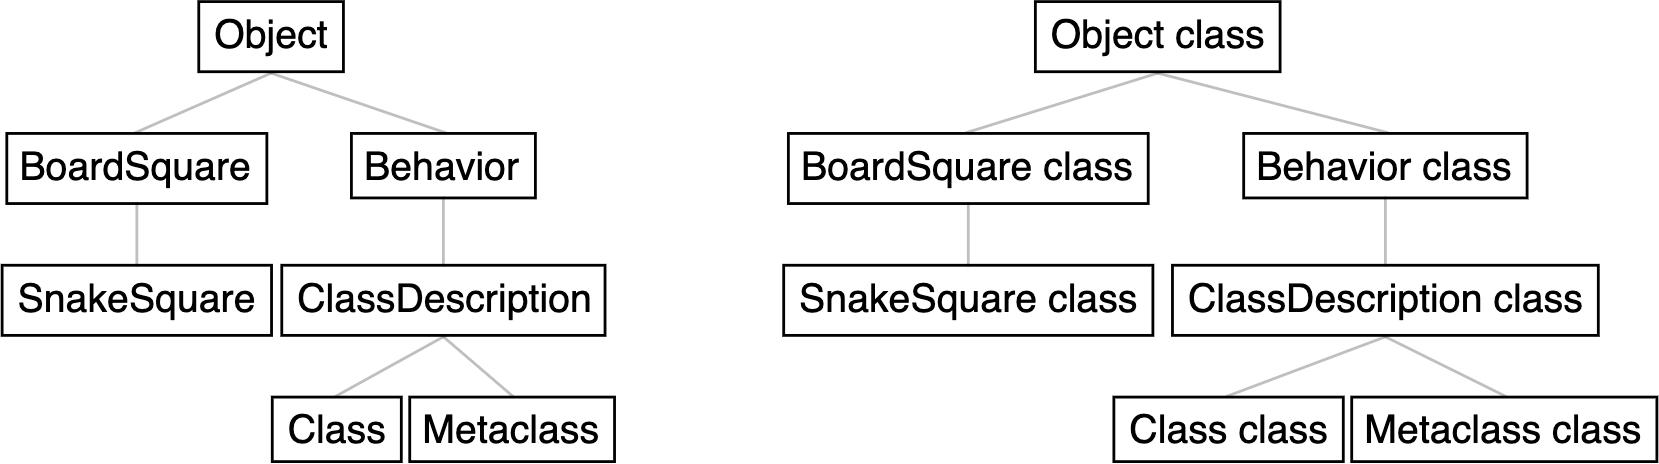 Object
Object class
BoardSquare
Behavior
BoardSquare class
Behavior class
SnakeSquare
ClassDescription
SnakeSquare class
ClassDescription class
Class
Metaclass
Class class
Metaclass class